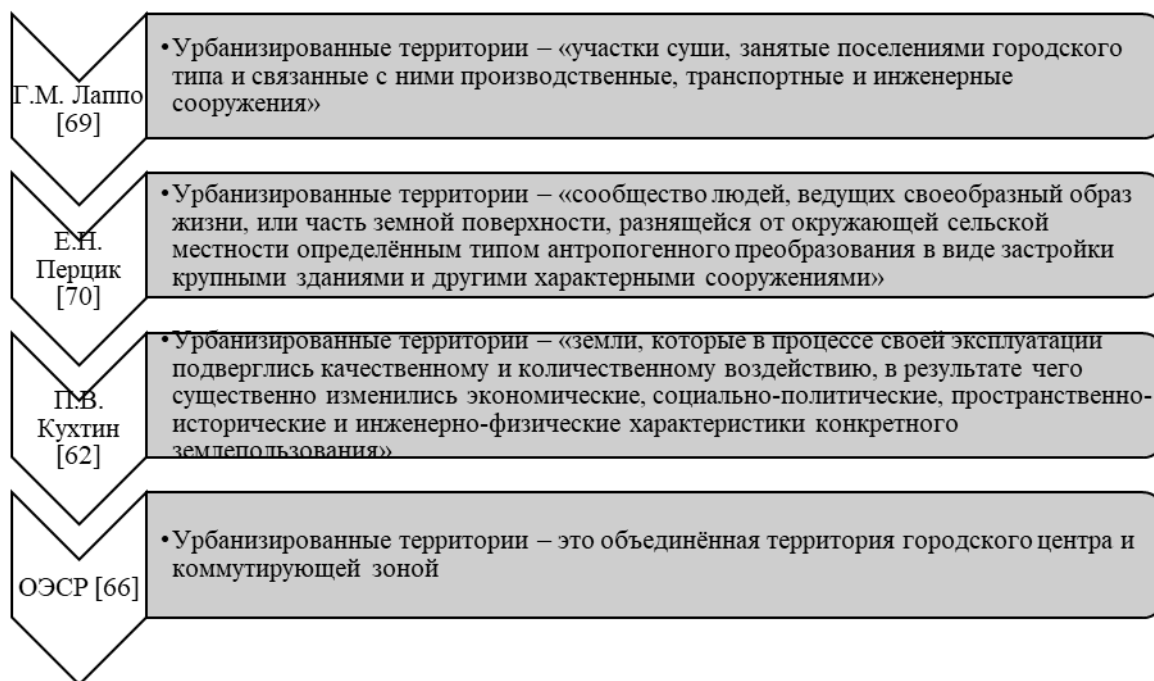 Г.М. Лаппо
[69]
•Урбанизированные территории – «участки суши, занятые поселениями городского
типа и связанные с ними производственные, транспортные и инженерные
сооружения»
Е.Н.
Перцик
[70]
•Урбанизированные территории – «сообщество людей, ведущих своеобразный образ
жизни, или часть земной поверхности, разнящейся от окружающей сельской
местности определённым типом антропогенного преобразования в виде застройки
крупными зданиями и другими характерными сооружениями»
П.В.
Кухтин
[62]
•Урбанизированные территории – «земли, которые в процессе своей эксплуатации
подверглись качественному и количественному воздействию, в результате чего
существенно изменились экономические, социально-политические, пространственно-
исторические и инженерно-физические характеристики конкретного
землепользования»
ОЭСР [66]
•Урбанизированные территории – это объединённая территория городского центра и
коммутирующей зоной